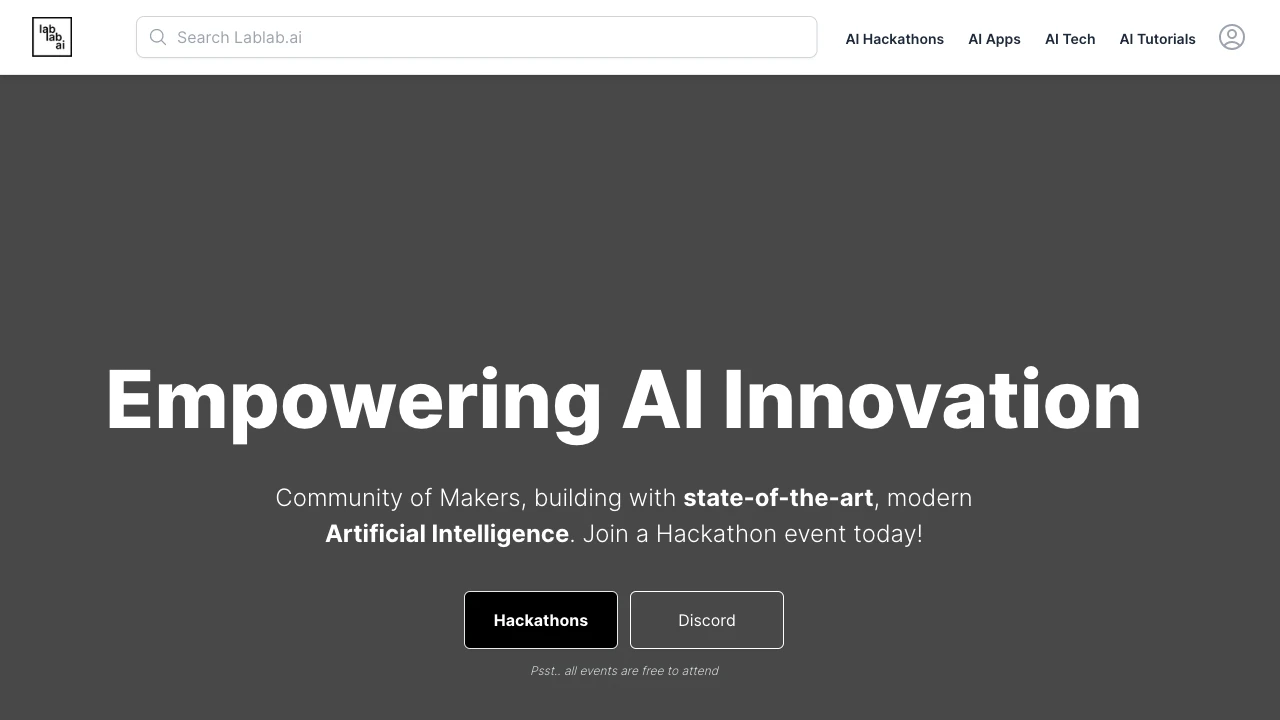 lab
lab
ai
Search Lablab.ai
AI Hackathons
AI Apps
AI Tech
AI Tutorials
Empowering AI Innovation
Community of Makers, building with state-of-the-art, modern
Artificial Intelligence. Join a Hackathon event today!
Hackathons
Discord
Psst.. all events are free to attend